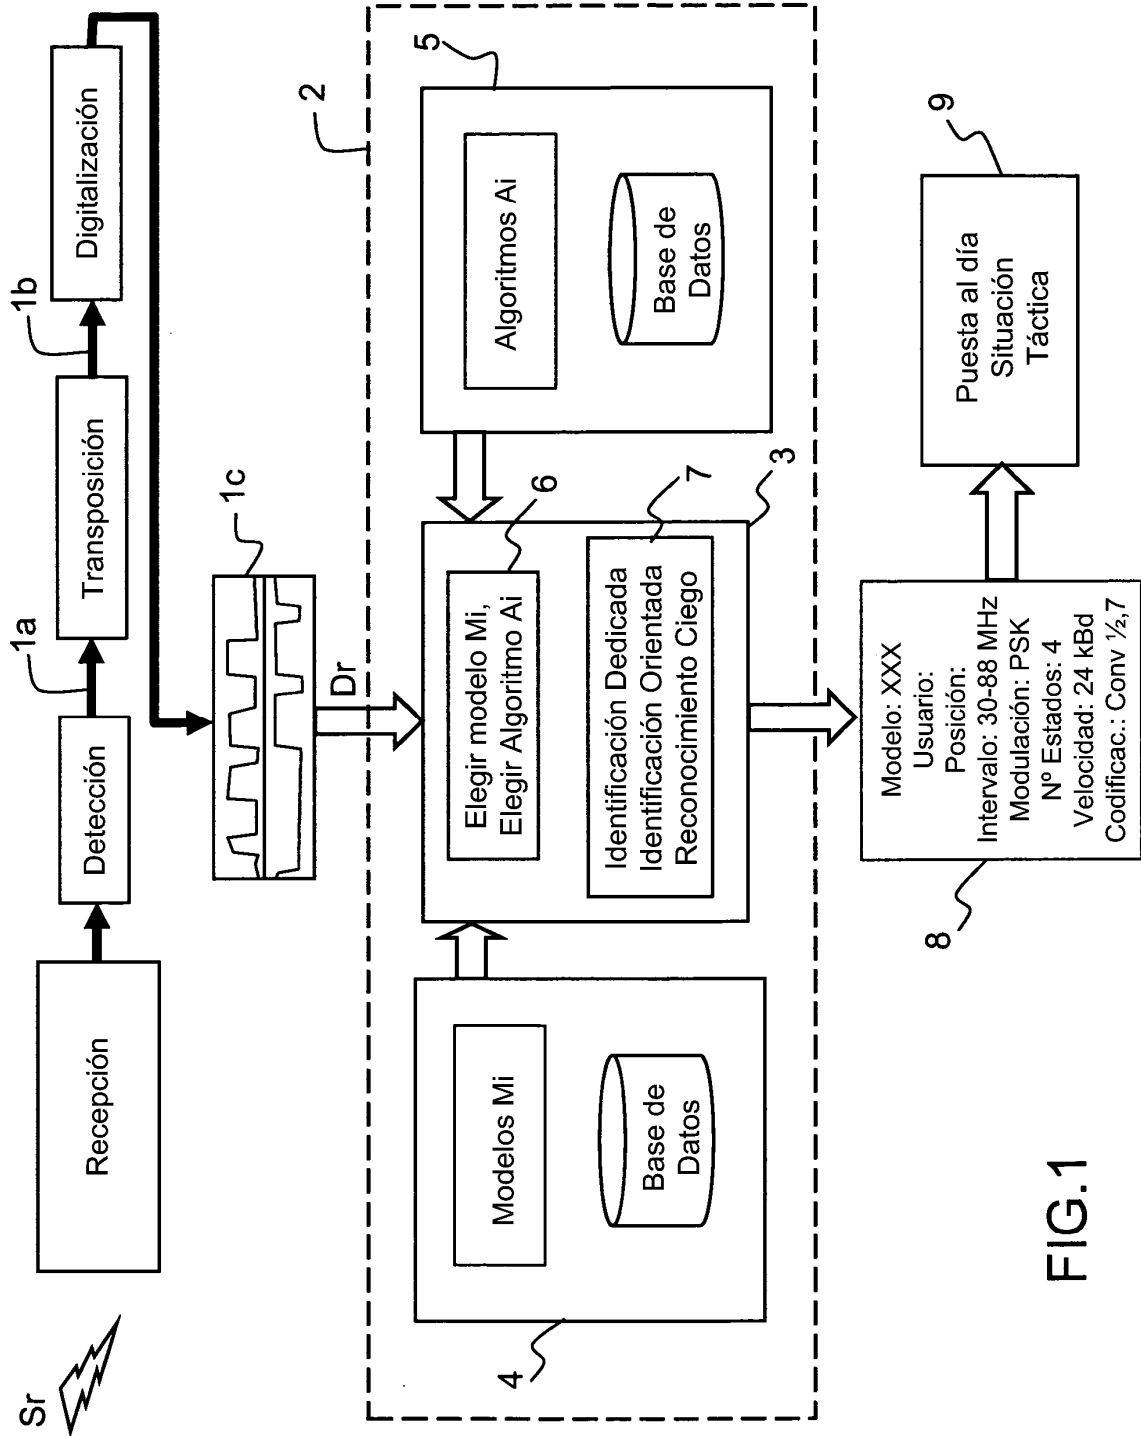 Sr
Recepción
Detección
1a
Transposición
1b
Digitalización
1c
Dr
2
4
Modelos Mi
Base de
Datos
6
Elegir modelo Mi,
Elegir Algoritmo Ai
7
Identificación Dedicada
Identificación Orientada
Reconocimiento Ciego
3
5
Algoritmos Ai
Base de
Datos
8
Modelo: XXX
Usuario:
Posición:
Intervalo: 30-88 MHz
Modulación: PSK
Nº Estados: 4
Velocidad: 24 kBd
Codificac.: Conv ½,7
9
Puesta al día
Situación
Táctica
FIG.1